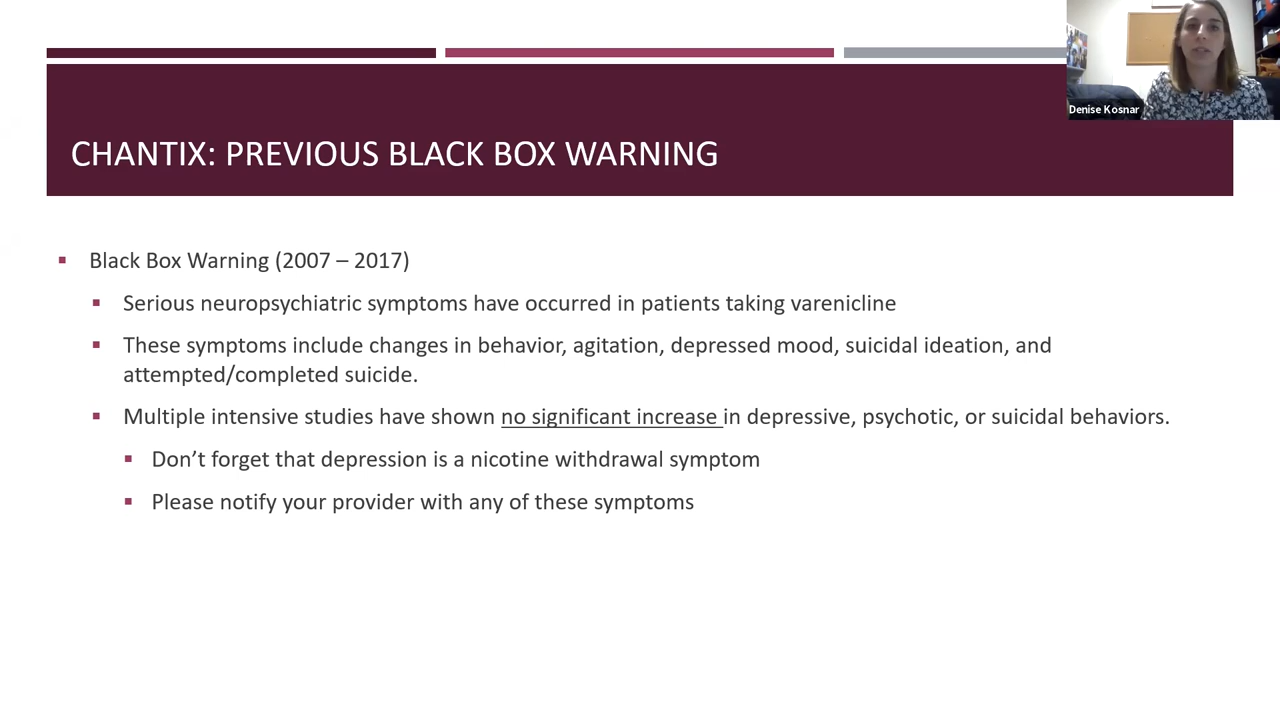 Denise Kosnar
CHANTIX: PREVIOUS BLACK BOX WARNING
Black Box Warning (2007 – 2017)
Serious neuropsychiatric symptoms have occurred in patients taking varenicline
These symptoms include changes in behavior, agitation, depressed mood, suicidal ideation, and
attempted/completed suicide.
Multiple intensive studies have shown no significant increase in depressive, psychotic, or suicidal behaviors.
Don’t forget that depression is a nicotine withdrawal symptom
Please notify your provider with any of these symptoms